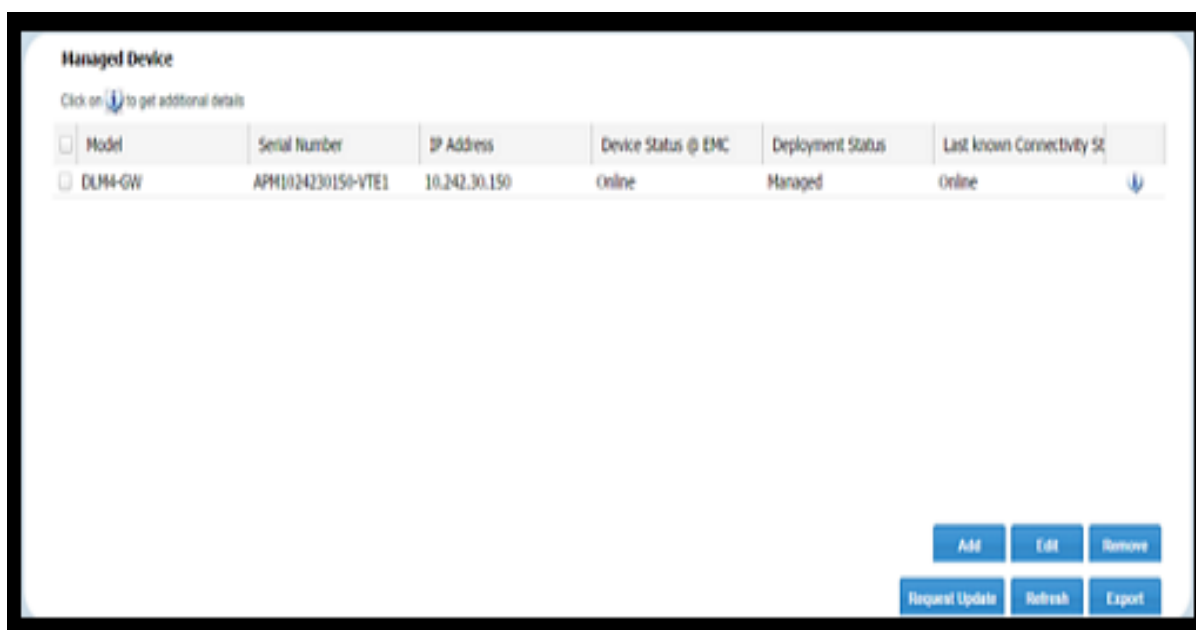 Managed Device
Click on to get additional details
Model Serial Number IP Address Device Status @ EMC Deployment Status Last known Connectivity St
DLM4-GW APM1024230150-VTE1 10.242.30.150 Online Managed Online
Add Edit Remove
Request Update Refresh Export